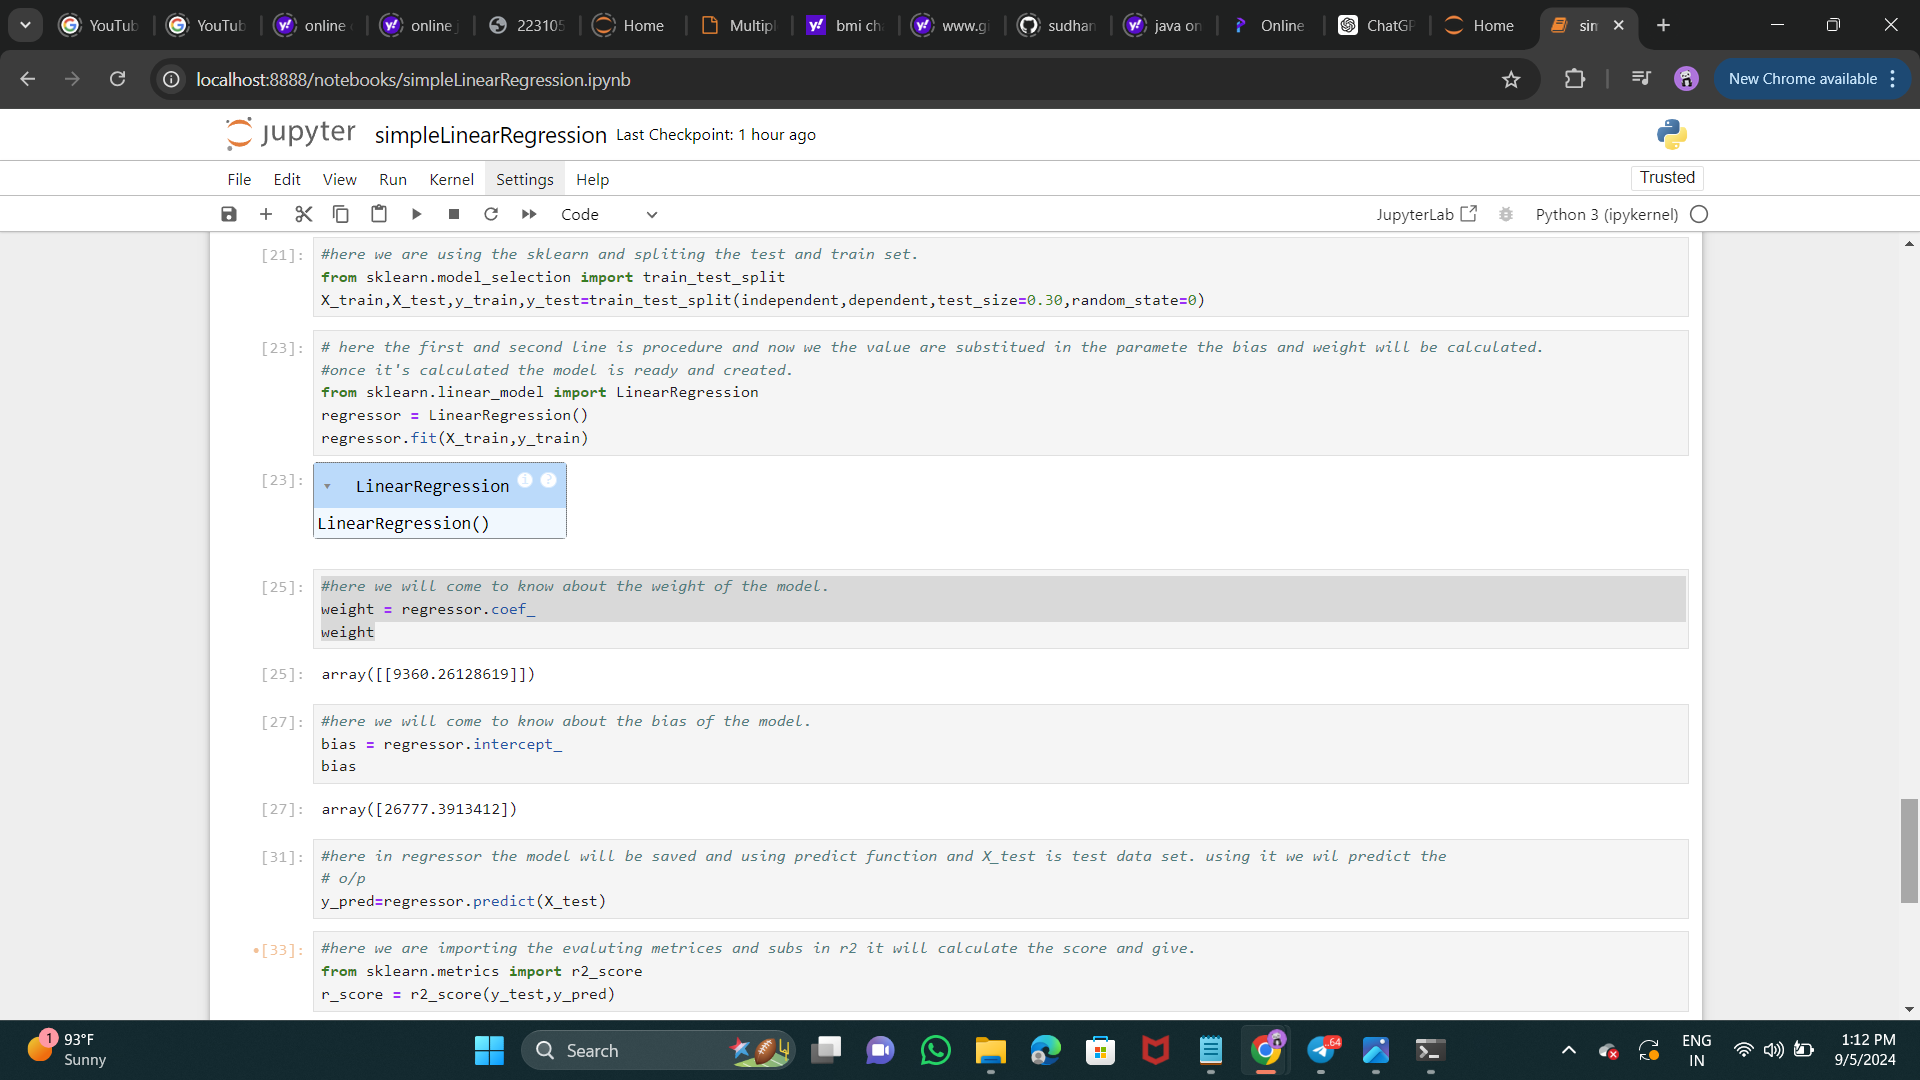 YouTub
YouTub
online
online
223105
Home
Multip
bmi ch
www.gi
sudhan
java on
Online
ChatGP
Home
sim
localhost:8888/notebooks/simpleLinearRegression.ipynb
New Chrome available
jupyter simpleLinearRegression Last Checkpoint: 1 hour ago
File Edit View Run Kernel Settings Help Trusted
Code JupyterLab Python 3 (ipykernel)
[21]: #here we are using the sklearn and spliting the test and train set.
from sklearn.model_selection import train_test_split
X_train,X_test,y_train,y_test=train_test_split(independent,dependent,test_size=0.30,random_state=0)
[23]: # here the first and second line is procedure and now we the value are substitued in the paramete the bias and weight will be calculated.
#once it's calculated the model is ready and created.
from sklearn.linear_model import LinearRegression
regressor = LinearRegression()
regressor.fit(X_train,y_train)
[23]: LinearRegression i ?
LinearRegression()
[25]: #here we will come to know about the weight of the model.
weight = regressor.coef_
weight
[25]: array([[9360.26128619]])
[27]: #here we will come to know about the bias of the model.
bias = regressor.intercept_
bias
[27]: array([26777.3913412])
[31]: #here in regressor the model will be saved and using predict function and X_test is test data set. using it we wil predict the
# o/p
y_pred=regressor.predict(X_test)
[33]: #here we are importing the evaluting metrices and subs in r2 it will calculate the score and give.
from sklearn.metrics import r2_score
r_score = r2_score(y_test,y_pred)
1
93°F
Sunny
Search
64
ENG
IN
1:12 PM
9/5/2024